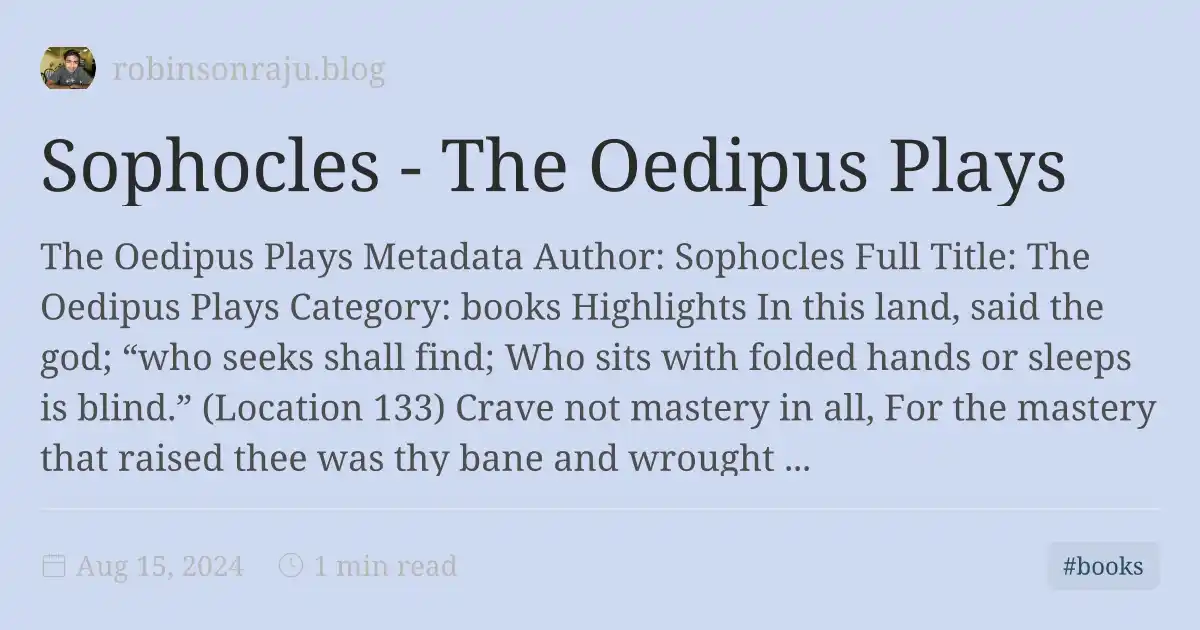 robinsonraju.blog
Sophocles - The Oedipus Plays
The Oedipus Plays Metadata Author: Sophocles Full Title: The
Oedipus Plays Category: books Highlights In this land, said the
god; “who seeks shall find; Who sits with folded hands or sleeps
is blind.” (Location 133) Crave not mastery in all, For the mastery
that raised thee was thy bane and wrought ...
Aug 15, 2024 1 min read #books